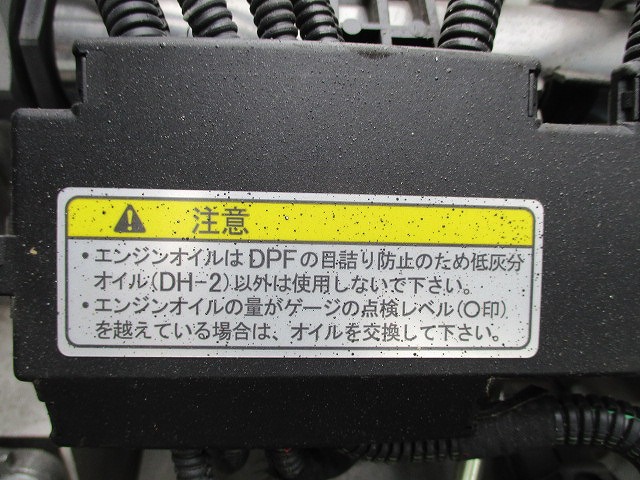 注意
・エンジンオイルはDPFの目詰り防止のため低灰分
オイル(DH-2)以外は使用しないで下さい。
・エンジンオイルの量がゲージの点検レベル(〇印)
を越えている場合は、オイルを交換して下さい。